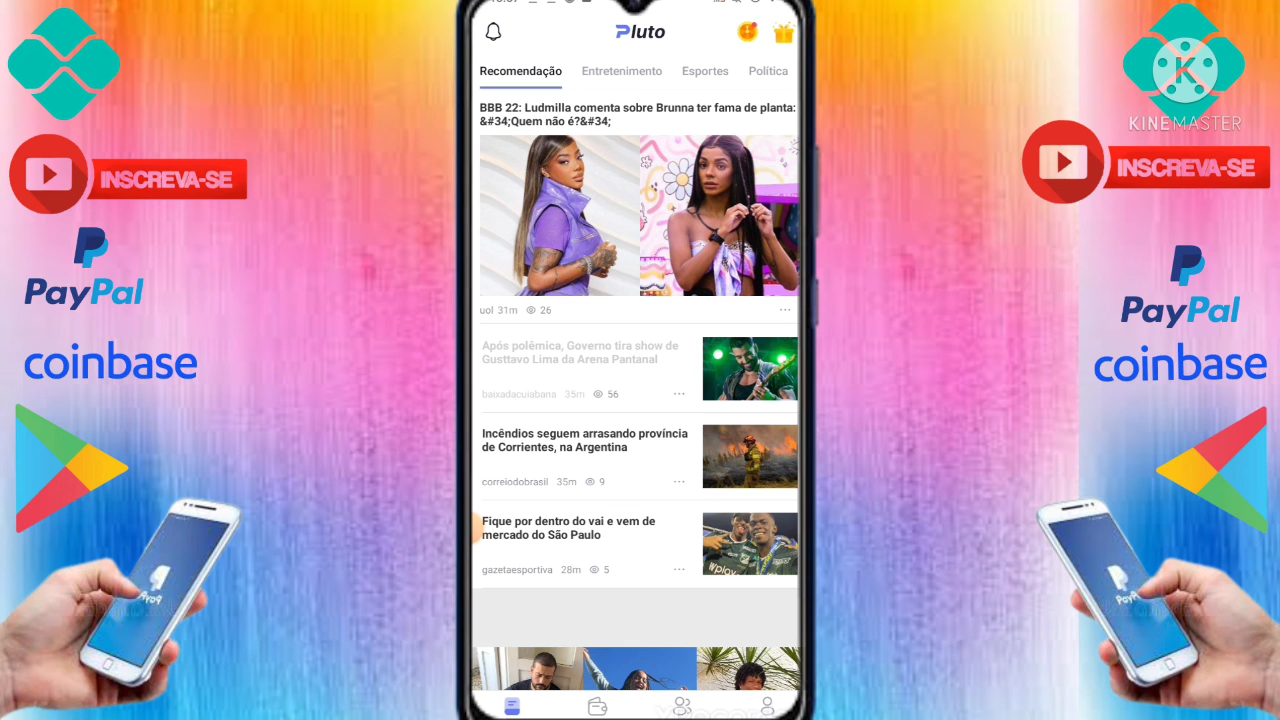 Pluto
Recomendação Entretenimento Esportes Política
BBB 22: Ludmilla comenta sobre Brunna ter fama de planta:
&#34;Quem não é?&#34;
uol 31m 26
Após polêmica, Governo tira show de
Gusttavo Lima da Arena Pantanal
baixadacuiabana 35m 56
Incêndios seguem arrasando província
de Corrientes, na Argentina
correiodobrasil 35m 9
Fique por dentro do vai e vem de
mercado do São Paulo
gazetaesportiva 28m 5
INSCREVA-SE
PayPal
coinbase
K
KINEMASTER
INSCREVA-SE
PayPal
coinbase